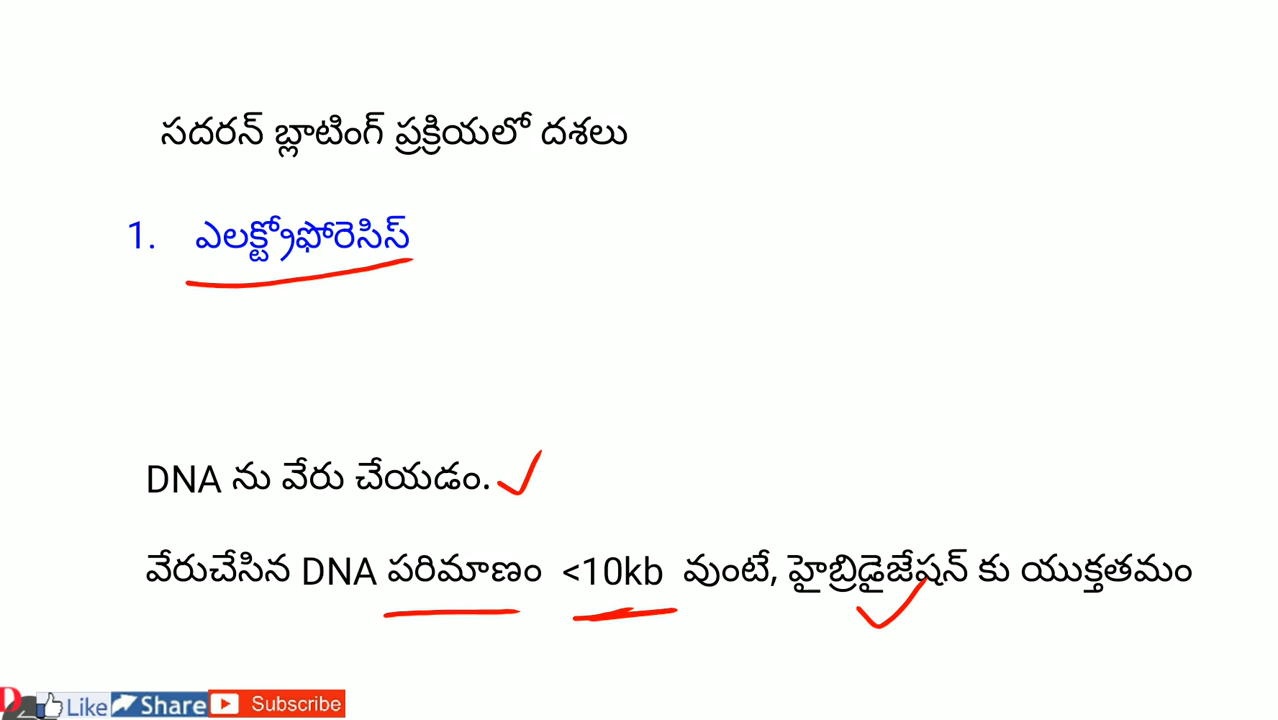 సదరన్ బ్లాటింగ్ ప్రక్రియలో దశలు
1. ఎలక్ట్రోఫోరెసిస్
DNA ను వేరు చేయడం.
వేరుచేసిన DNA పరిమాణం <10kb వుంటే, హైబ్రిడైజేషన్ కు యుక్తతమం
Like Share Subscribe